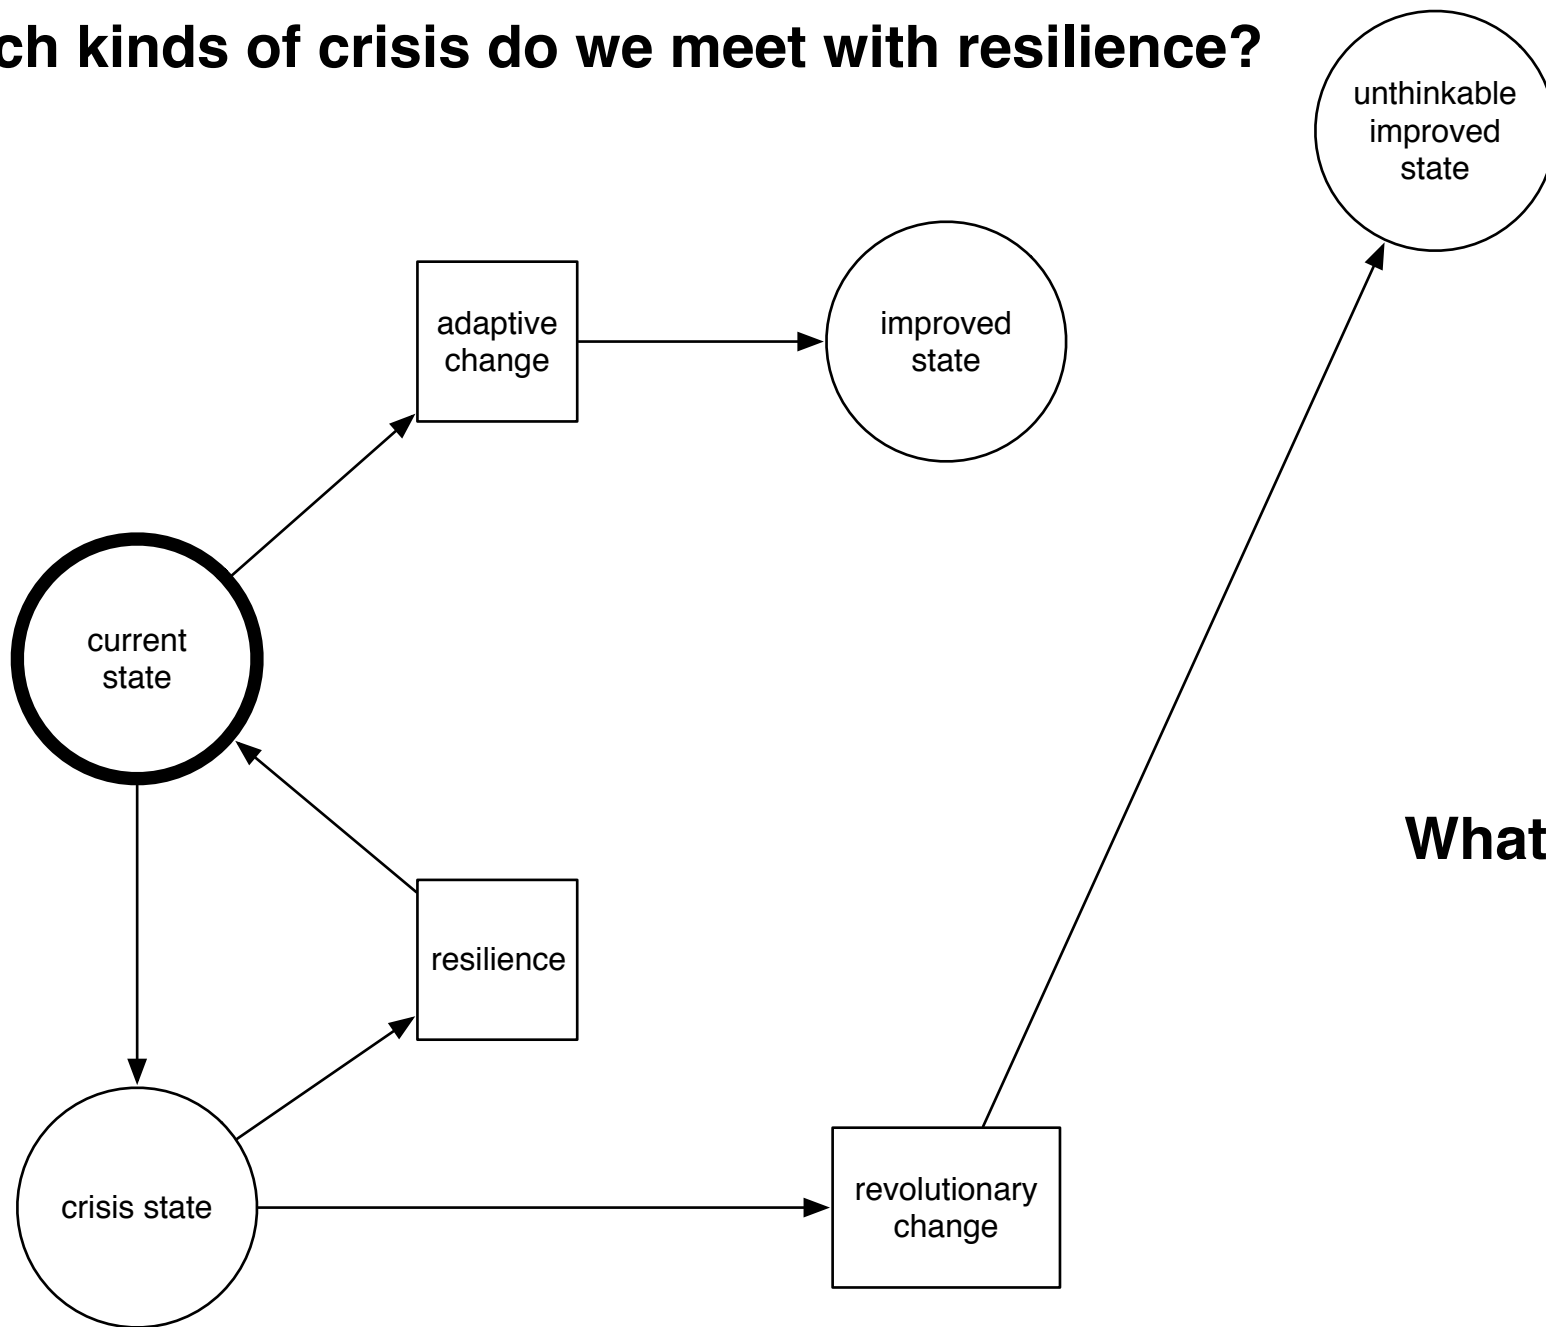 ch kinds of crisis do we meet with resilience?
unthinkable
improved
state
adaptive
change
improved
state
current
state
What
resilience
crisis state
revolutionary
change